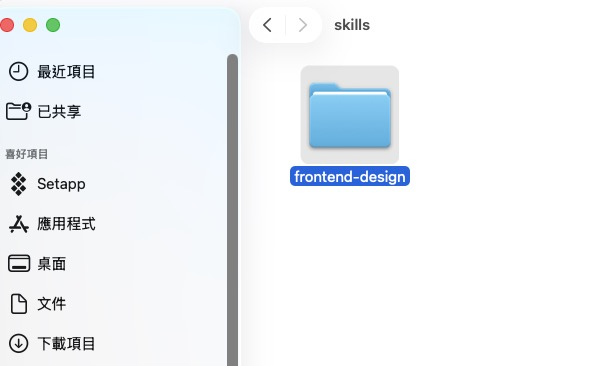 skills
最近項目
已共享
喜好項目
Setapp
應用程式
桌面
文件
下載項目
frontend-design